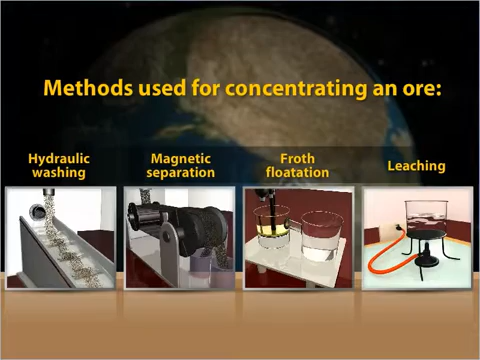 Methods used for concentrating an ore:
Hydraulic
washing
Magnetic
separation
Froth
floatation
Leaching